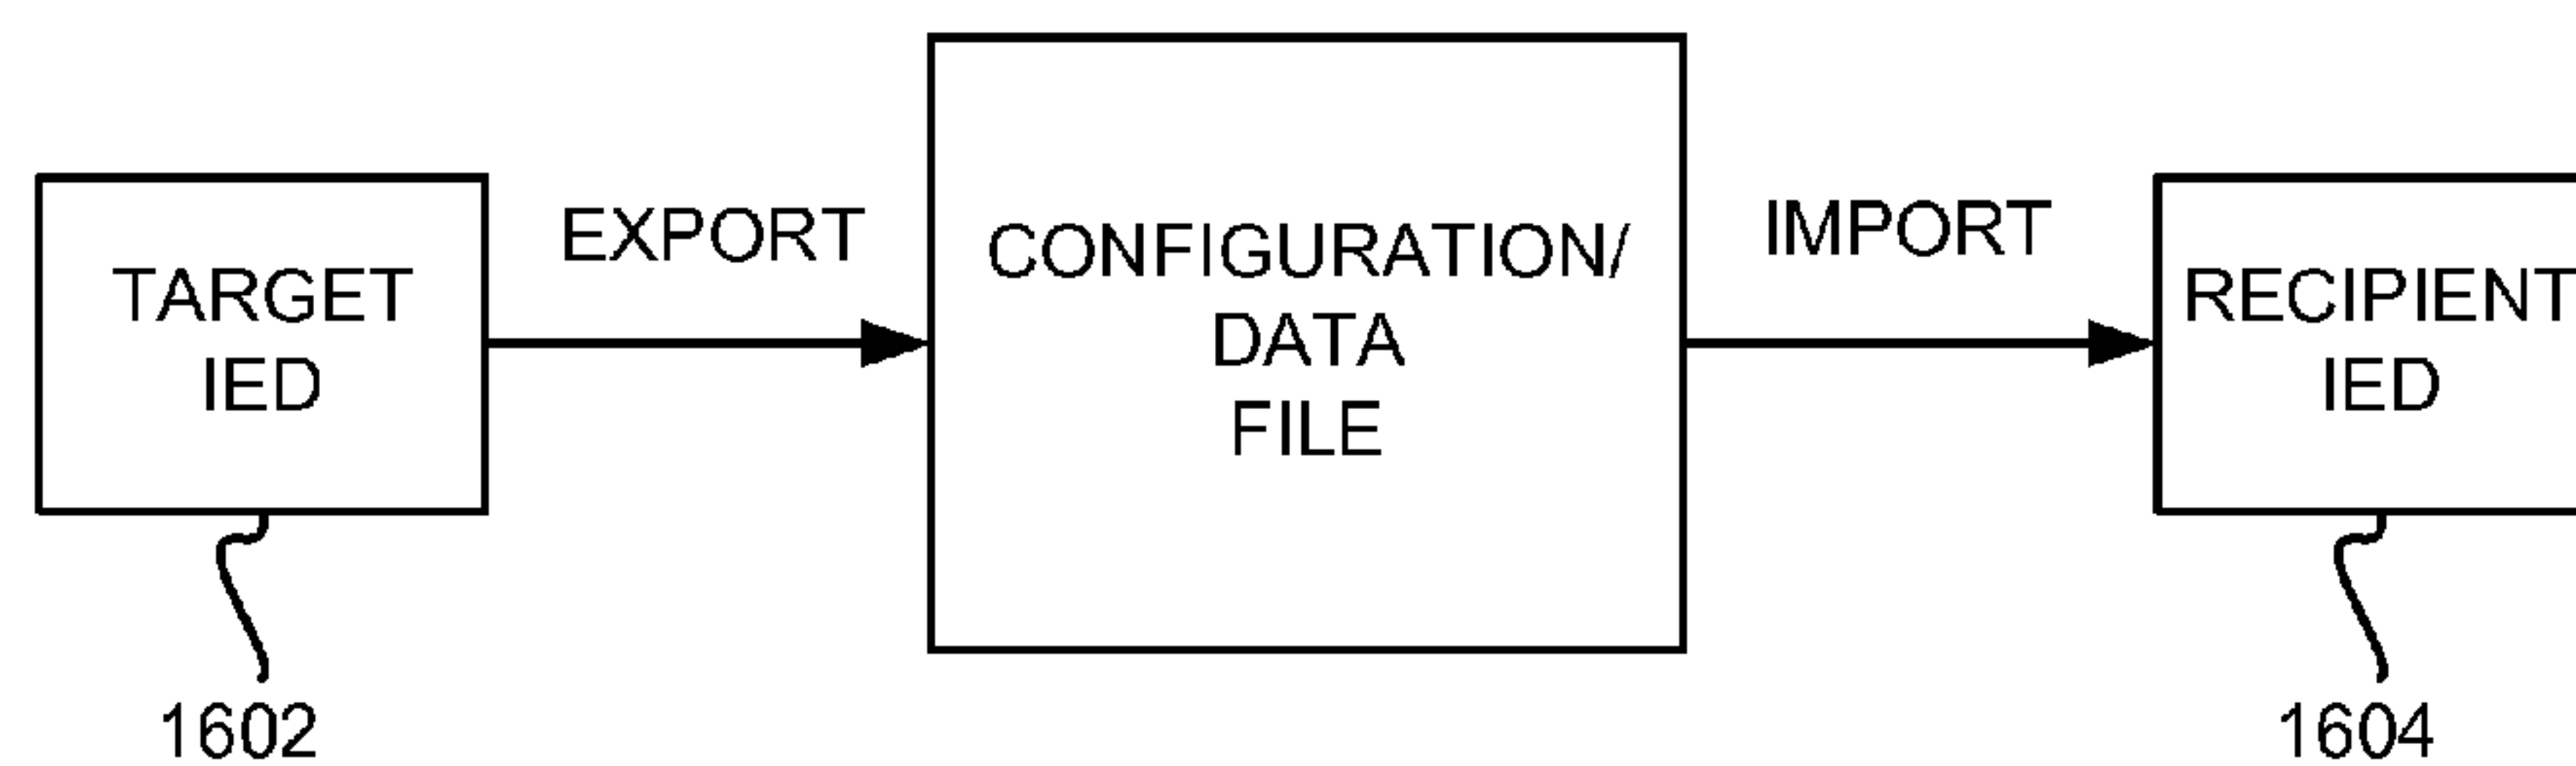 TARGET
IED
EXPORT
CONFIGURATION/
DATA
FILE
IMPORT
RECIPIENT
IED
1602
1604